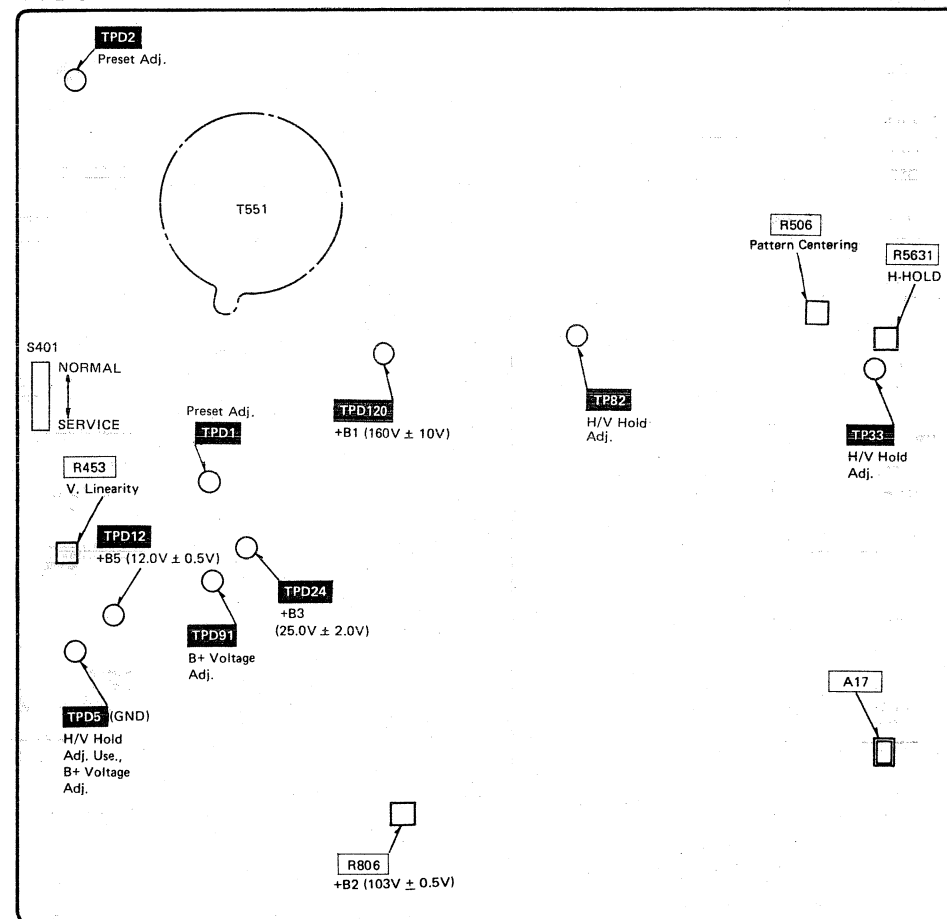 TPD2
Preset Adj.
T551
R506
Pattern Centering
R5631
H-HOLD
S401
NORMAL
SERVICE
Preset Adj.
TPD1
TPD120
+B1 (160V ± 10V)
TP82
H/V Hold
Adj.
TP33
H/V Hold
Adj.
R453
V. Linearity
TPD12
+B5 (12.0V ± 0.5V)
TPD24
+B3
(25.0V ± 2.0V)
TPD91
B+ Voltage
Adj.
TPD5 (GND)
H/V Hold
Adj. Use.,
B+ Voltage
Adj.
A17
R806
+B2 (103V ± 0.5V)